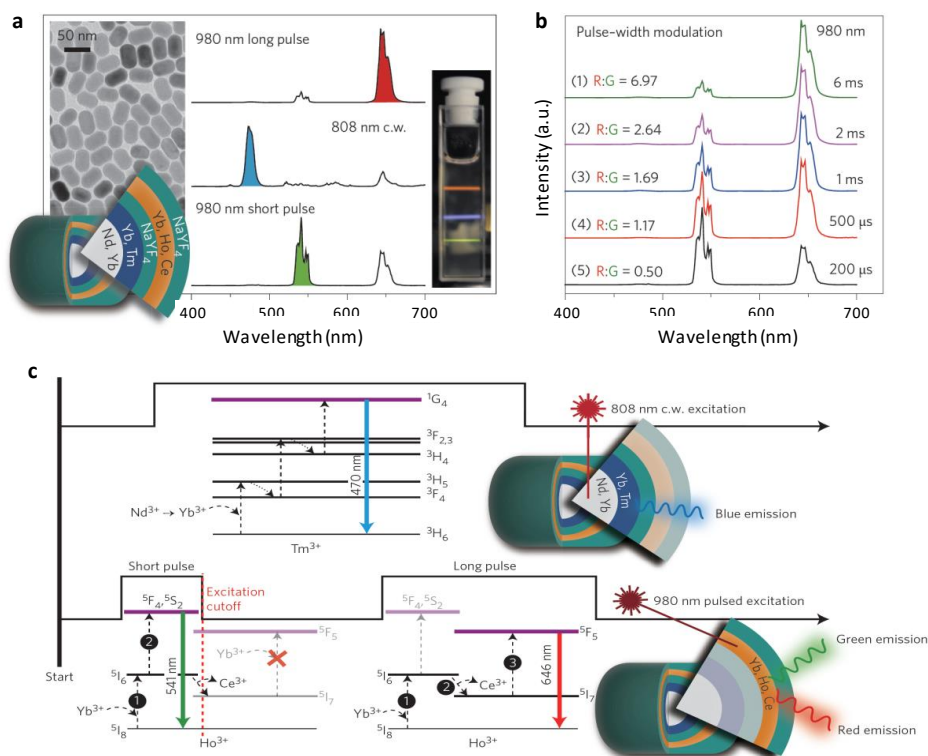 a
50 nm
980 nm long pulse
808 nm c.w.
980 nm short pulse
NaYF₄
Yb, Ho, Ce
NaYF₄
Yb, Tm
Nd, Yb
400 500 600 700
Wavelength (nm)
b
Pulse-width modulation
980 nm
(1) R:G = 6.97
6 ms
(2) R:G = 2.64
2 ms
(3) R:G = 1.69
1 ms
(4) R:G = 1.17
500 μs
(5) R:G = 0.50
200 μs
Intensity (a.u.)
400 500 600 700
Wavelength (nm)
c
Start
¹G₄
³F₂,₃
³H₄
³H₅
³F₄
³H₆
470 nm
Nd³⁺ → Yb³⁺
Tm³⁺
808 nm c.w. excitation
Yb, Tm
Nd, Yb
Blue emission
Short pulse
⁵F₄, ⁵S₂
Excitation
cutoff
⁵F₅
Yb³⁺
2
541 nm
⁵I₆
Ce³⁺
1
⁵I₇
Yb³⁺
⁵I₈
Ho³⁺
Long pulse
⁵F₄, ⁵S₂
⁵F₅
3
646 nm
⁵I₆
2
Ce³⁺
1
⁵I₇
Yb³⁺
⁵I₈
Ho³⁺
980 nm pulsed excitation
Yb, Ho, Ce
Green emission
Red emission